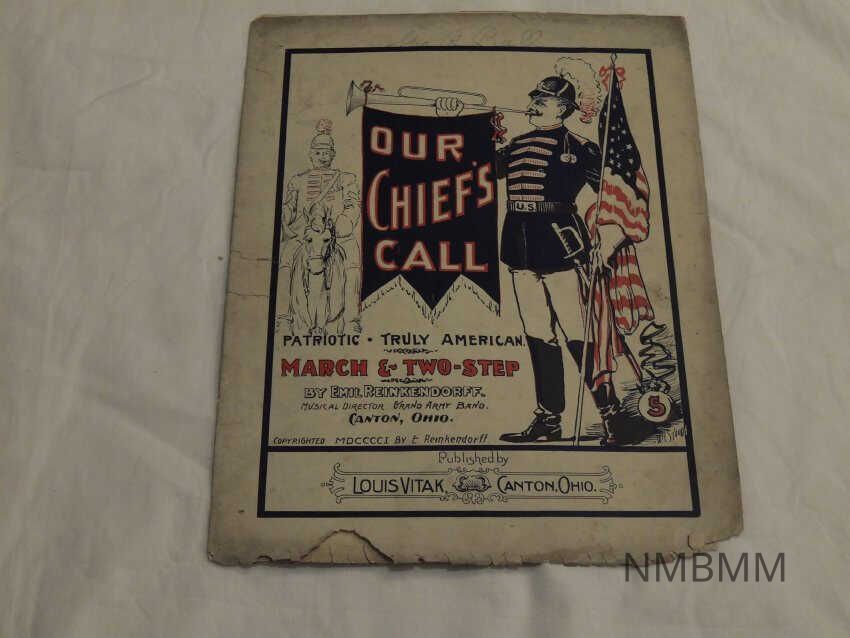 OUR
CHIEF'S
CALL
U.S.
PATRIOTIC · TRULY AMERICAN.
MARCH & TWO-STEP
BY EMIL REINKENDORFF.
MUSICAL DIRECTOR GRAND ARMY BAND.
CANTON, OHIO.
COPYRIGHTED MDCCCCI By E Reinkendorff
5
Published by
LOUIS VITAK, CANTON, OHIO.
NMBMM